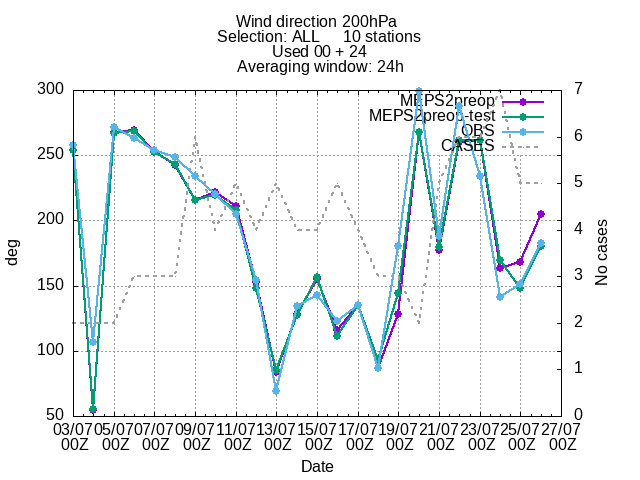 Wind direction 200hPa
Selection: ALL 10 stations
Used 00 + 24
Averaging window: 24h
MEPS2preop
MEPS2preop-test
OBS
CASES
300
250
200
150
100
50
deg
7
6
5
4
3
2
1
0
No cases
03/07 05/07 07/07 09/07 11/07 13/07 15/07 17/07 19/07 21/07 23/07 25/07 27/07
00Z 00Z 00Z 00Z 00Z 00Z 00Z 00Z 00Z 00Z 00Z 00Z 00Z
Date